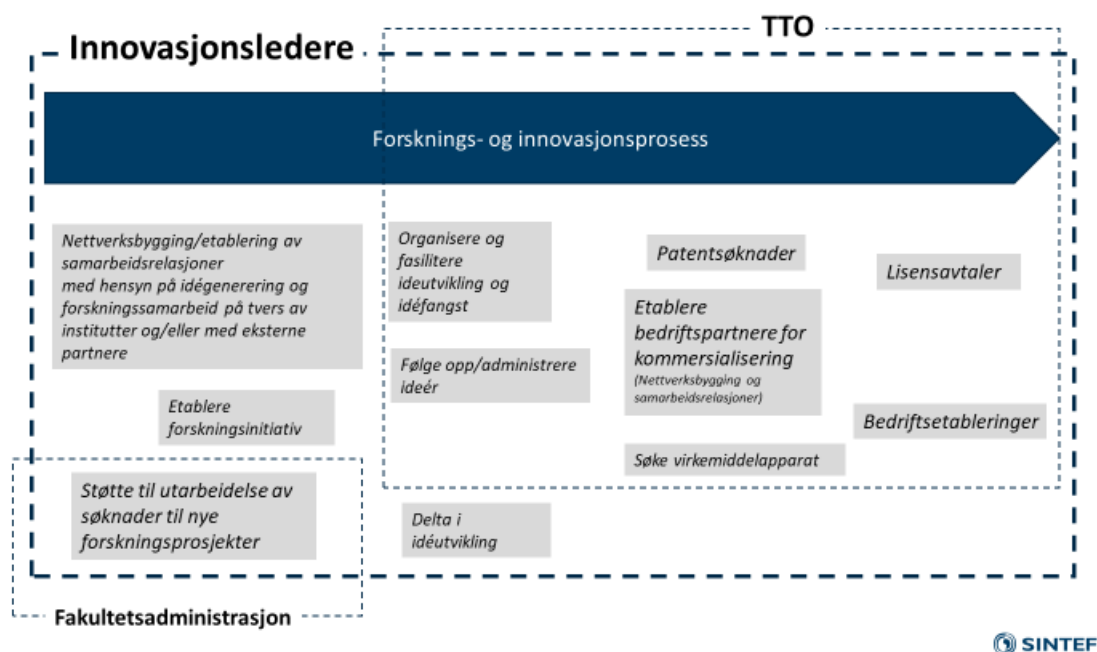 TTO
Innovasjonsledere
Forsknings- og innovasjonsprosess
Nettverksbygging/etablering av
samarbeidsrelasjoner
med hensyn på idégenerering og
forskningssamarbeid på tvers av
institutter og/eller med eksterne
partnere
Etablere
forskningsinitiativ
Støtte til utarbeidelse av
søknader til nye
forskningsprosjekter
Organisere og
fasilitere
ideutvikling og
idéfangst
Følge opp/administrere
ideér
Delta i
idéutvikling
Patentsøknader
Etablere
bedriftspartnere for
kommersialisering
(Nettverksbygging og
samarbeidsrelasjoner)
Søke virkemiddelapparat
Lisensavtaler
Bedriftsetableringer
Fakultetsadministrasjon
SINTEF